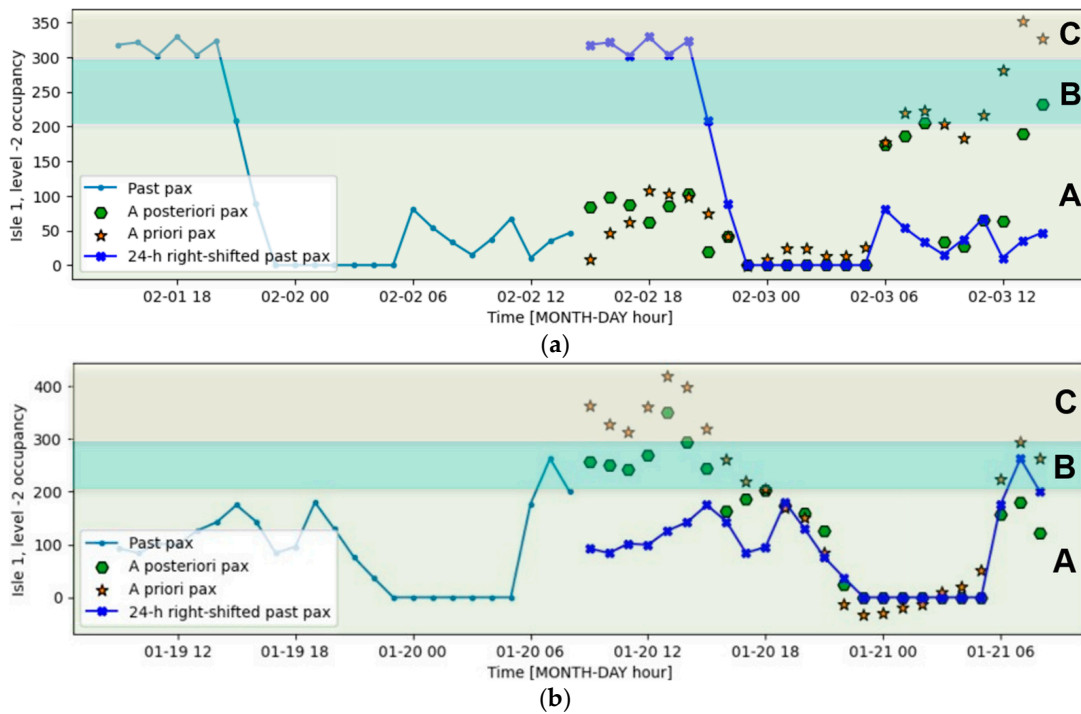 350
300
250
200
150
100
50
0
Isle 1, level -2 occupancy
C
B
A
Past pax
A posteriori pax
A priori pax
24-h right-shifted past pax
02-01 18 02-02 00 02-02 06 02-02 12 02-02 18 02-03 00 02-03 06 02-03 12
Time [MONTH-DAY hour]
(a)
400
300
200
100
0
Isle 1, level -2 occupancy
C
B
A
Past pax
A posteriori pax
A priori pax
24-h right-shifted past pax
01-19 12 01-19 18 01-20 00 01-20 06 01-20 12 01-20 18 01-21 00 01-21 06
Time [MONTH-DAY hour]
(b)